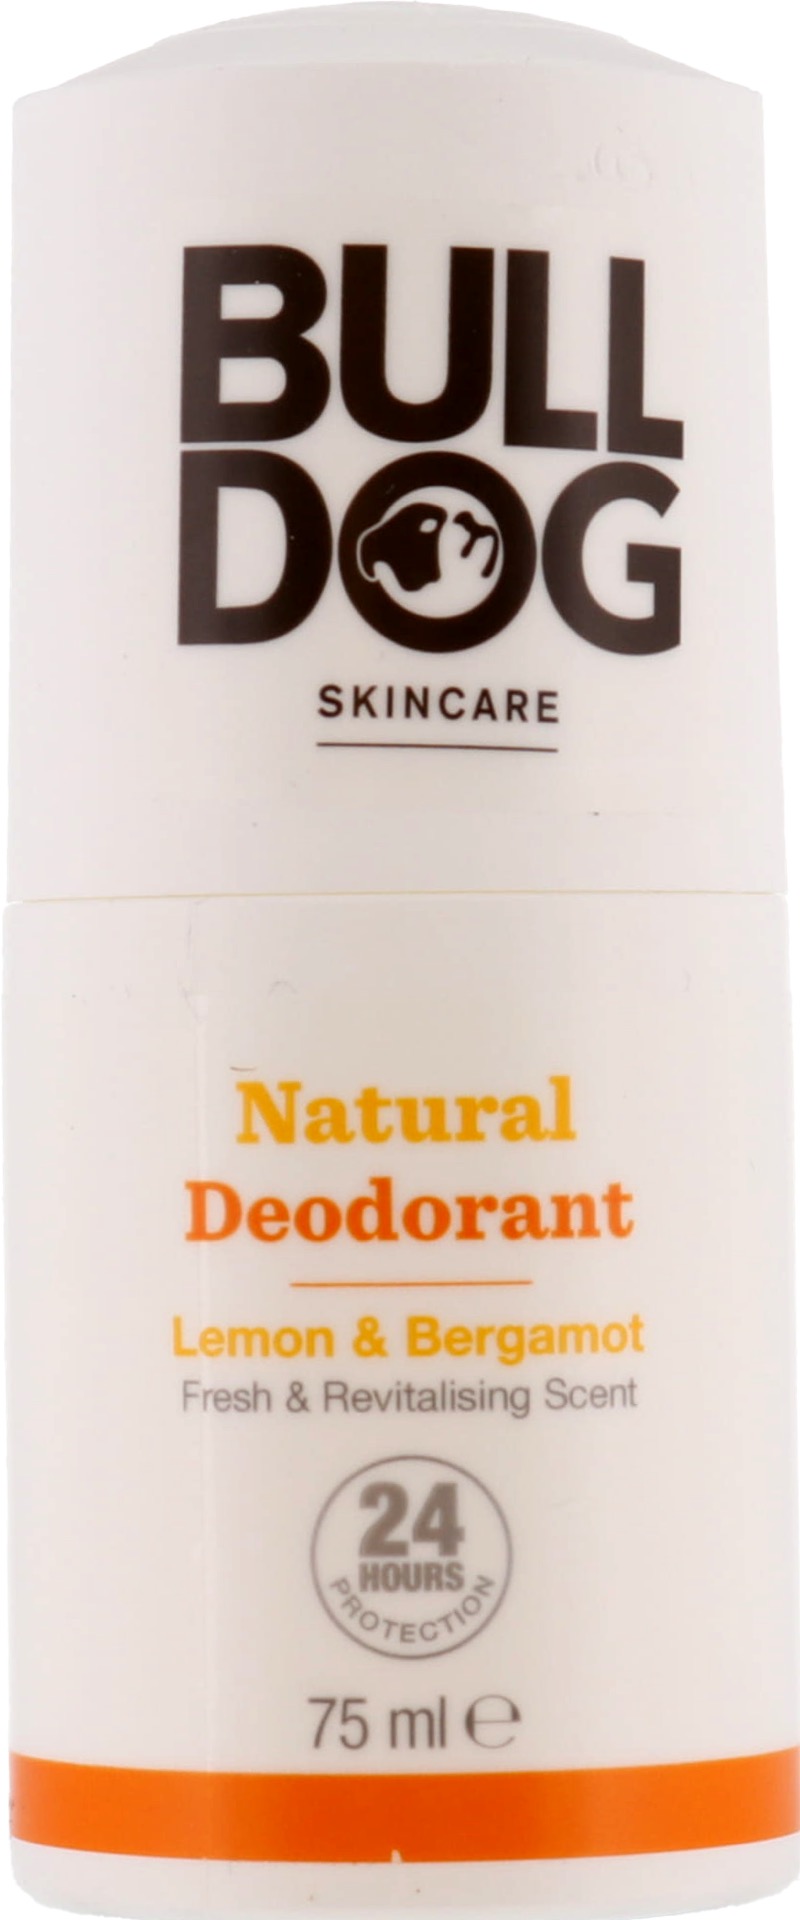 BULL
DOG
SKINCARE
Natural
Deodorant
Lemon & Bergamot
Fresh & Revitalising Scent
24
HOURS
PROTECTION
75 ml ℮